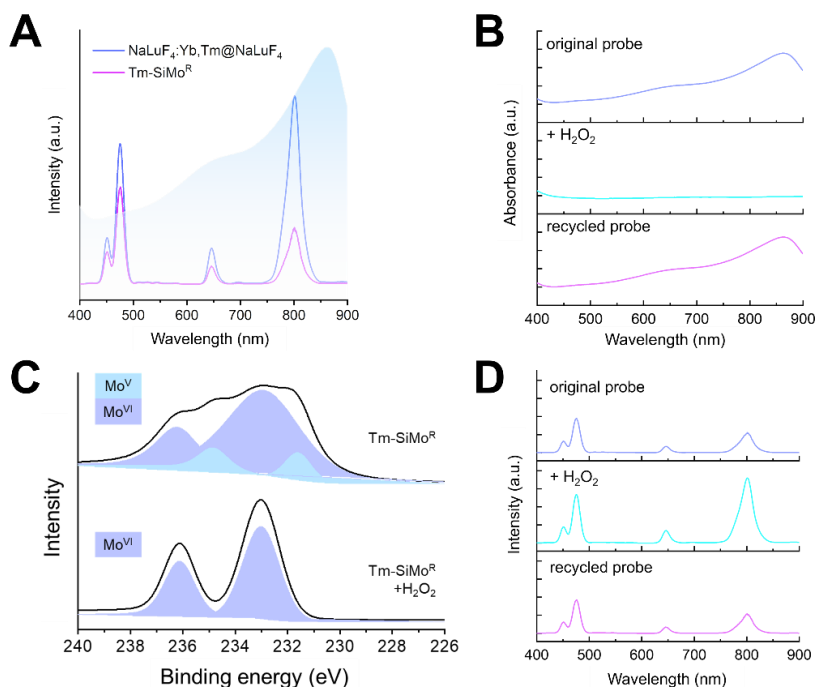 A
NaLuF₄:Yb,Tm@NaLuF₄
Tm-SiMoᴿ
Intensity (a.u.)
400 500 600 700 800 900
Wavelength (nm)
B
original probe
+ H₂O₂
recycled probe
Absorbance (a.u.)
400 500 600 700 800 900
Wavelength (nm)
C
Moⱽ
Moⱽᴵ
Tm-SiMoᴿ
Moⱽᴵ
Tm-SiMoᴿ
+H₂O₂
Intensity
240 238 236 235 233 231 230 228 226
Binding energy (eV)
D
original probe
+ H₂O₂
recycled probe
Intensity (a.u.)
400 500 600 700 800 900
Wavelength (nm)